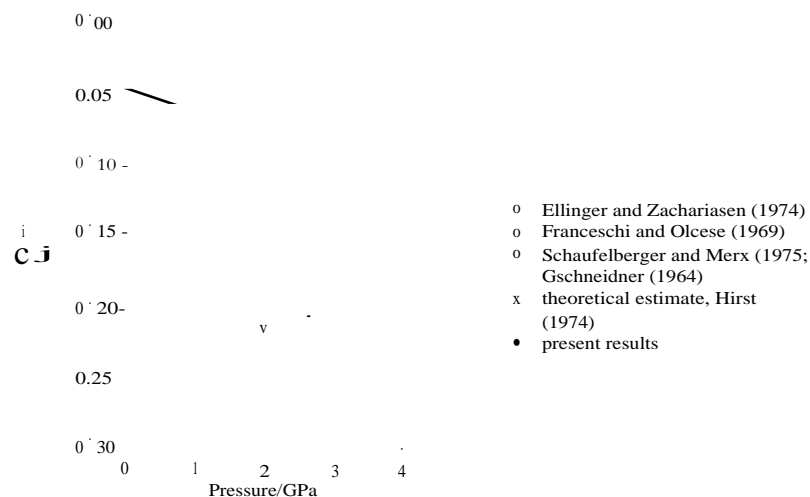 0˙00
0.05
0˙10 -
0˙15 -
0˙20-
0.25
0˙30
0 1 2 3 4
Pressure/GPa
o Ellinger and Zachariasen (1974)
o Franceschi and Olcese (1969)
o Schaufelberger and Merx (1975;
Gschneidner (1964)
x theoretical estimate, Hirst
(1974)
• present results
v